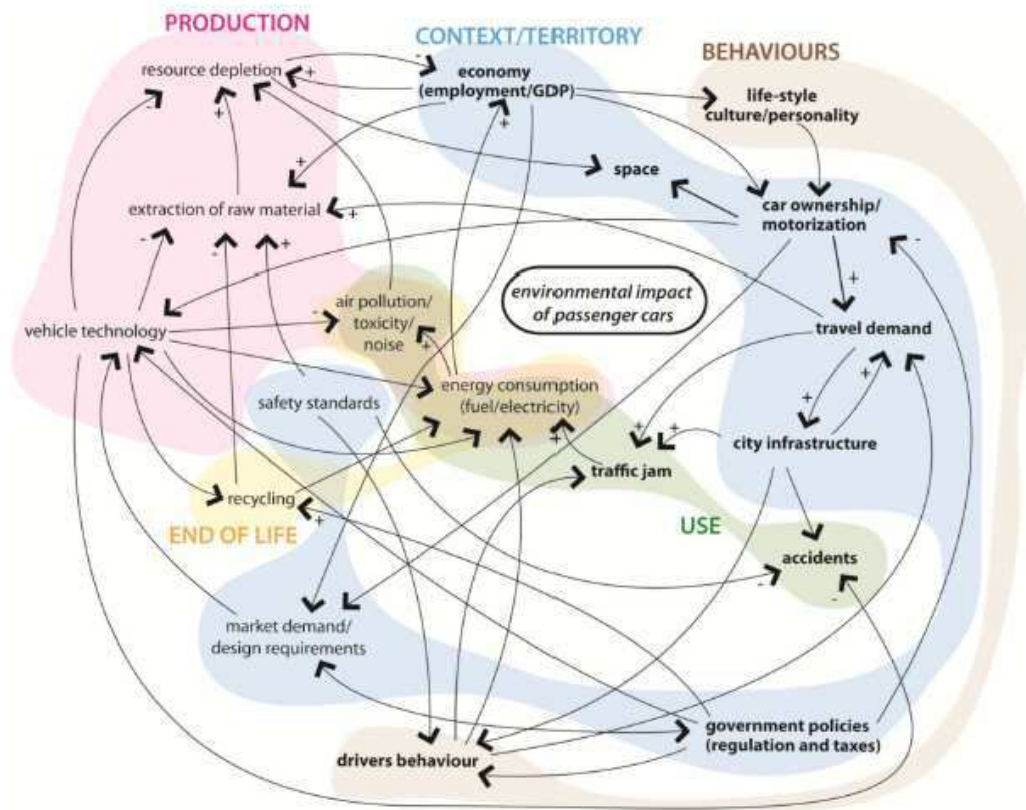 PRODUCTION
CONTEXT/TERRITORY
BEHAVIOURS
resource depletion
economy
(employment/GDP)
life-style
culture/personality
space
extraction of raw material
car ownership/
motorization
environmental impact
of passenger cars
air pollution/
toxicity/
noise
vehicle technology
travel demand
energy consumption
(fuel/electricity)
safety standards
city infrastructure
traffic jam
recycling
END OF LIFE
USE
accidents
market demand/
design requirements
government policies
(regulation and taxes)
drivers behaviour